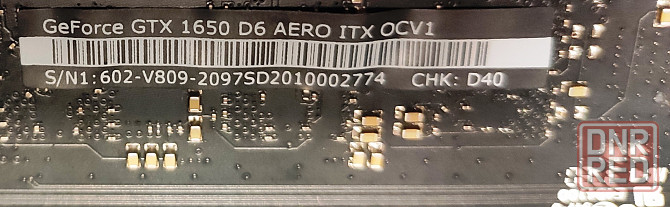 GeForce GTX 1650 D6 AERO ITX OCV1
S/N1:602-V809-2097SD2010002774 CHK: D40
DNR
RED